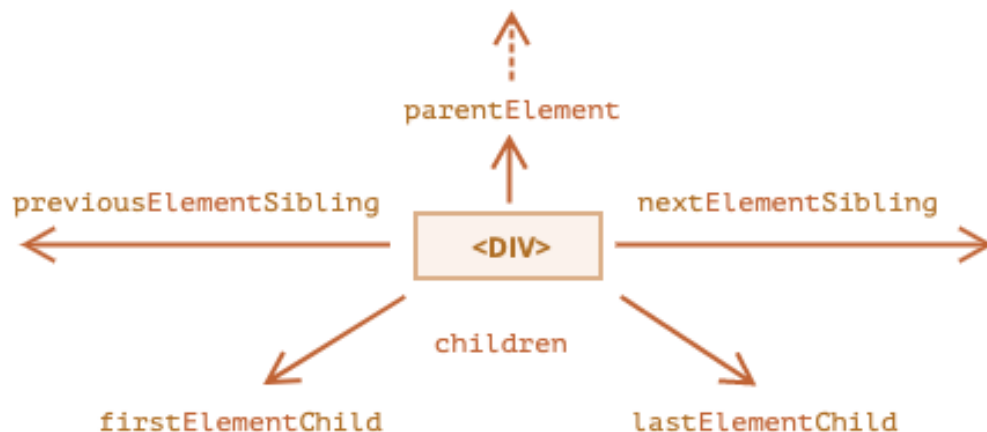 parentElement
previousElementSibling
nextElementSibling
<DIV>
children
firstElementChild
lastElementChild